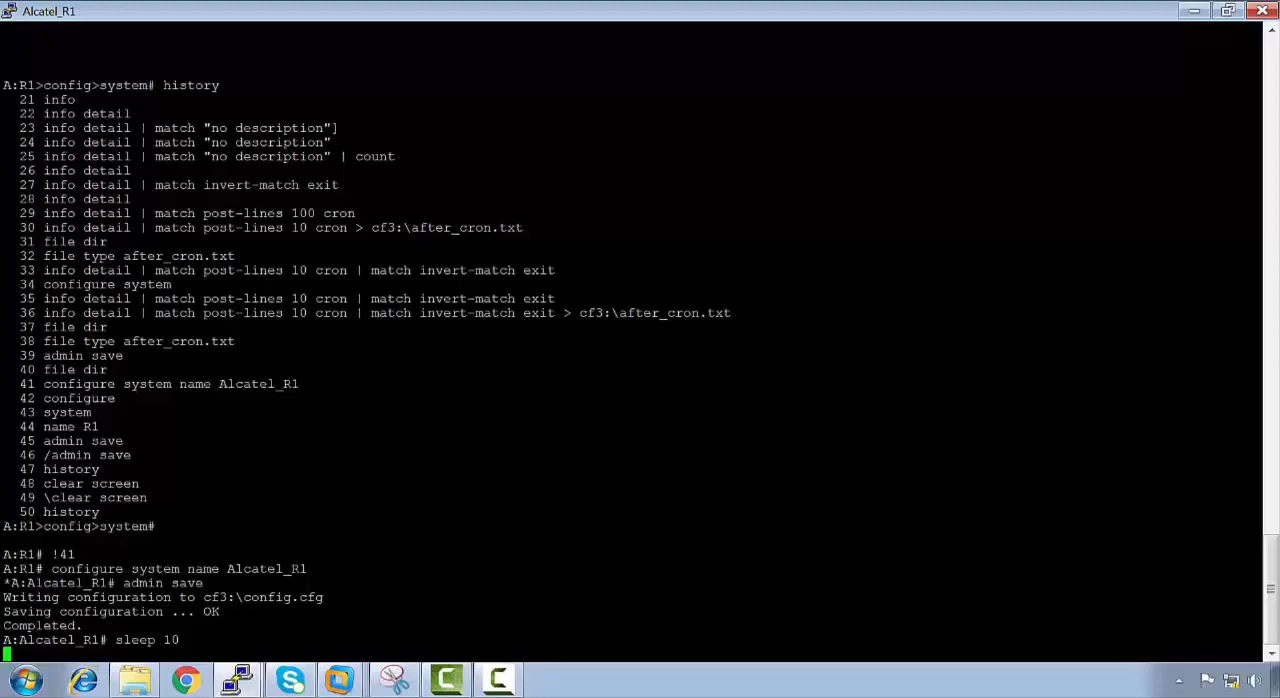 Alcatel_R1
A:R1>config>system# history
21 info
22 info detail
23 info detail | match "no description"]
24 info detail | match "no description"
25 info detail | match "no description" | count
26 info detail
27 info detail | match invert-match exit
28 info detail
29 info detail | match post-lines 100 cron
30 info detail | match post-lines 10 cron > cf3:\after_cron.txt
31 file dir
32 file type after_cron.txt
33 info detail | match post-lines 10 cron | match invert-match exit
34 configure system
35 info detail | match post-lines 10 cron | match invert-match exit
36 info detail | match post-lines 10 cron | match invert-match exit > cf3:\after_cron.txt
37 file dir
38 file type after_cron.txt
39 admin save
40 file dir
41 configure system name Alcatel_R1
42 configure
43 system
44 name R1
45 admin save
46 /admin save
47 history
48 clear screen
49 \clear screen
50 history
A:R1>config>system#
A:R1# !41
A:R1# configure system name Alcatel_R1
*A:Alcatel_R1# admin save
Writing configuration to cf3:\config.cfg
Saving configuration ... OK
Completed.
A:Alcatel_R1# sleep 10